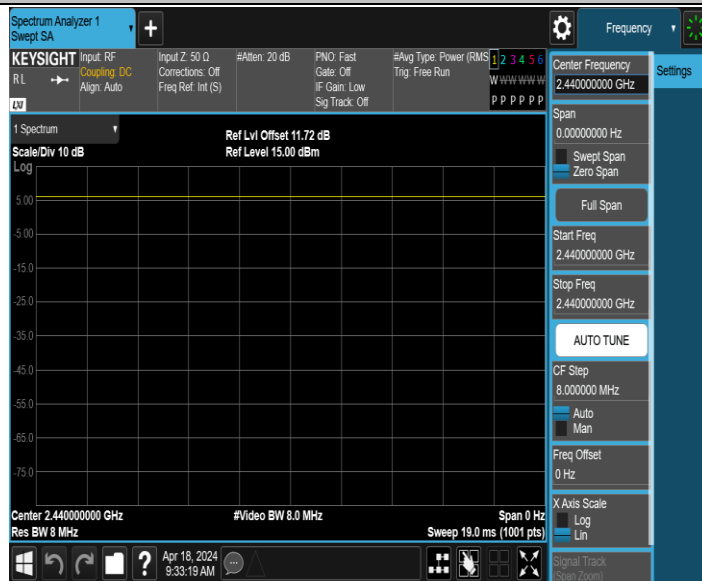 Spectrum Analyzer 1
Swept SA
+
Frequency
KEYSIGHT
RL
LXI
Input: RF
Coupling: DC
Align: Auto
Input Z: 50 Ω
Corrections: Off
Freq Ref: Int (S)
#Atten: 20 dB
PNO: Fast
Gate: Off
IF Gain: Low
Sig Track: Off
#Avg Type: Power (RMS
Trig: Free Run
1 2 3 4 5 6
W W W W W W
P P P P P P
1 Spectrum
Scale/Div 10 dB
Log
Ref Lvl Offset 11.72 dB
Ref Level 15.00 dBm
5.00
-5.00
-15.0
-25.0
-35.0
-45.0
-55.0
-65.0
-75.0
Center 2.440000000 GHz
Res BW 8 MHz
#Video BW 8.0 MHz
Span 0 Hz
Sweep 19.0 ms (1001 pts)
?
Apr 18, 2024
9:33:19 AM
Center Frequency
2.440000000 GHz
Span
0.00000000 Hz
Swept Span
Zero Span
Full Span
Start Freq
2.440000000 GHz
Stop Freq
2.440000000 GHz
AUTO TUNE
CF Step
8.000000 MHz
Auto
Man
Freq Offset
0 Hz
X Axis Scale
Log
Lin
Signal Track
(Span Zoom)
Settings